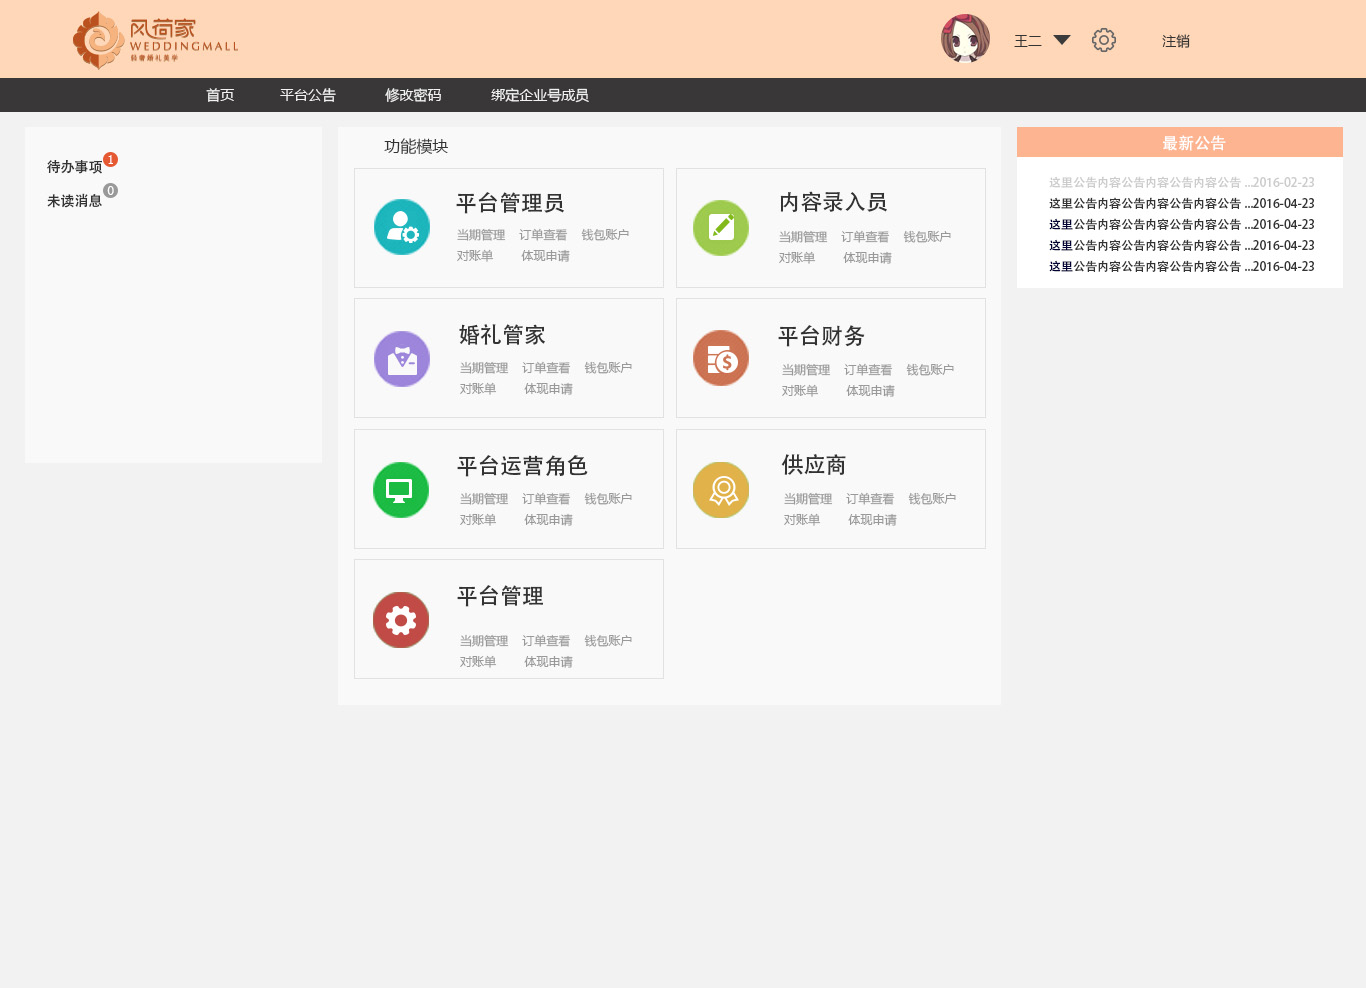 风荷家
WEDDINGMALL
轻奢婚礼美学
王二
注销
首页 平台公告 修改密码 绑定企业号成员
待办事项 1
未读消息 0
功能模块
平台管理员
当期管理 订单查看 钱包账户
对账单 体现申请
内容录入员
当期管理 订单查看 钱包账户
对账单 体现申请
婚礼管家
当期管理 订单查看 钱包账户
对账单 体现申请
平台财务
当期管理 订单查看 钱包账户
对账单 体现申请
平台运营角色
当期管理 订单查看 钱包账户
对账单 体现申请
供应商
当期管理 订单查看 钱包账户
对账单 体现申请
平台管理
当期管理 订单查看 钱包账户
对账单 体现申请
最新公告
这里公告内容公告内容公告内容公告 ...2016-02-23
这里公告内容公告内容公告内容公告 ...2016-04-23
这里公告内容公告内容公告内容公告 ...2016-04-23
这里公告内容公告内容公告内容公告 ...2016-04-23
这里公告内容公告内容公告内容公告 ...2016-04-23